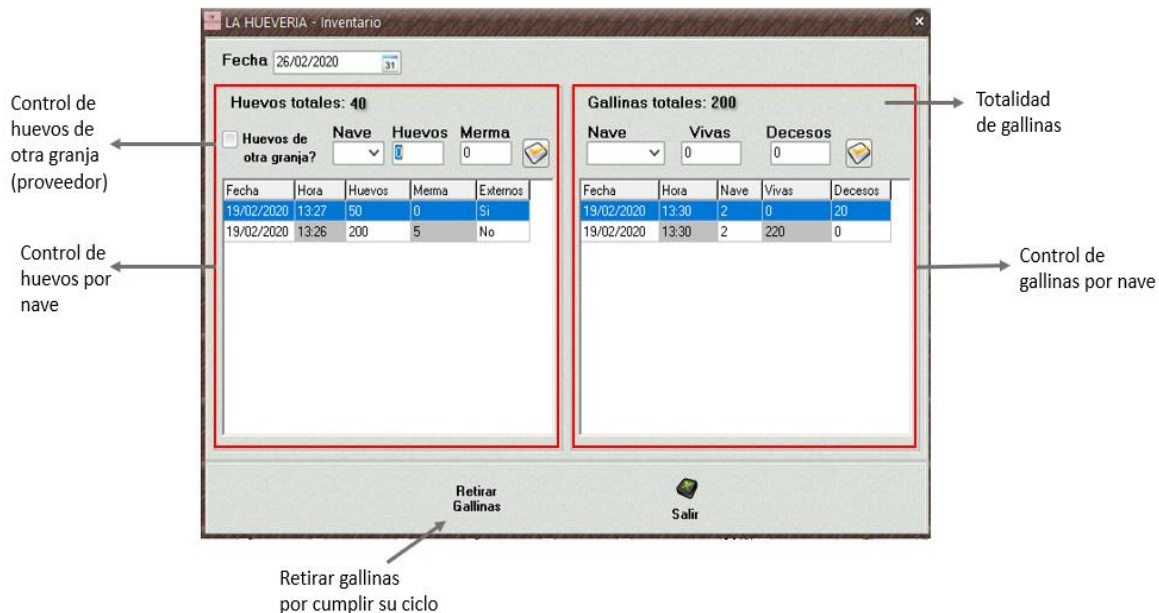 LA HUEVERIA - Inventario
Fecha 26/02/2020 31
Huevos totales: 40
Huevos de otra granja?
Nave Huevos Merma
0 0
Fecha Hora Huevos Merma Externos
19/02/2020 13:27 50 0 Si
19/02/2020 13:26 200 5 No
Gallinas totales: 200
Nave Vivas Decesos
0 0
Fecha Hora Nave Vivas Decesos
19/02/2020 13:30 2 0 20
19/02/2020 13:30 2 220 0
Retirar
Gallinas
Salir
Control de
huevos de
otra granja
(proveedor)
Control de
huevos por
nave
Totalidad
de gallinas
Control de
gallinas por nave
Retirar gallinas
por cumplir su ciclo